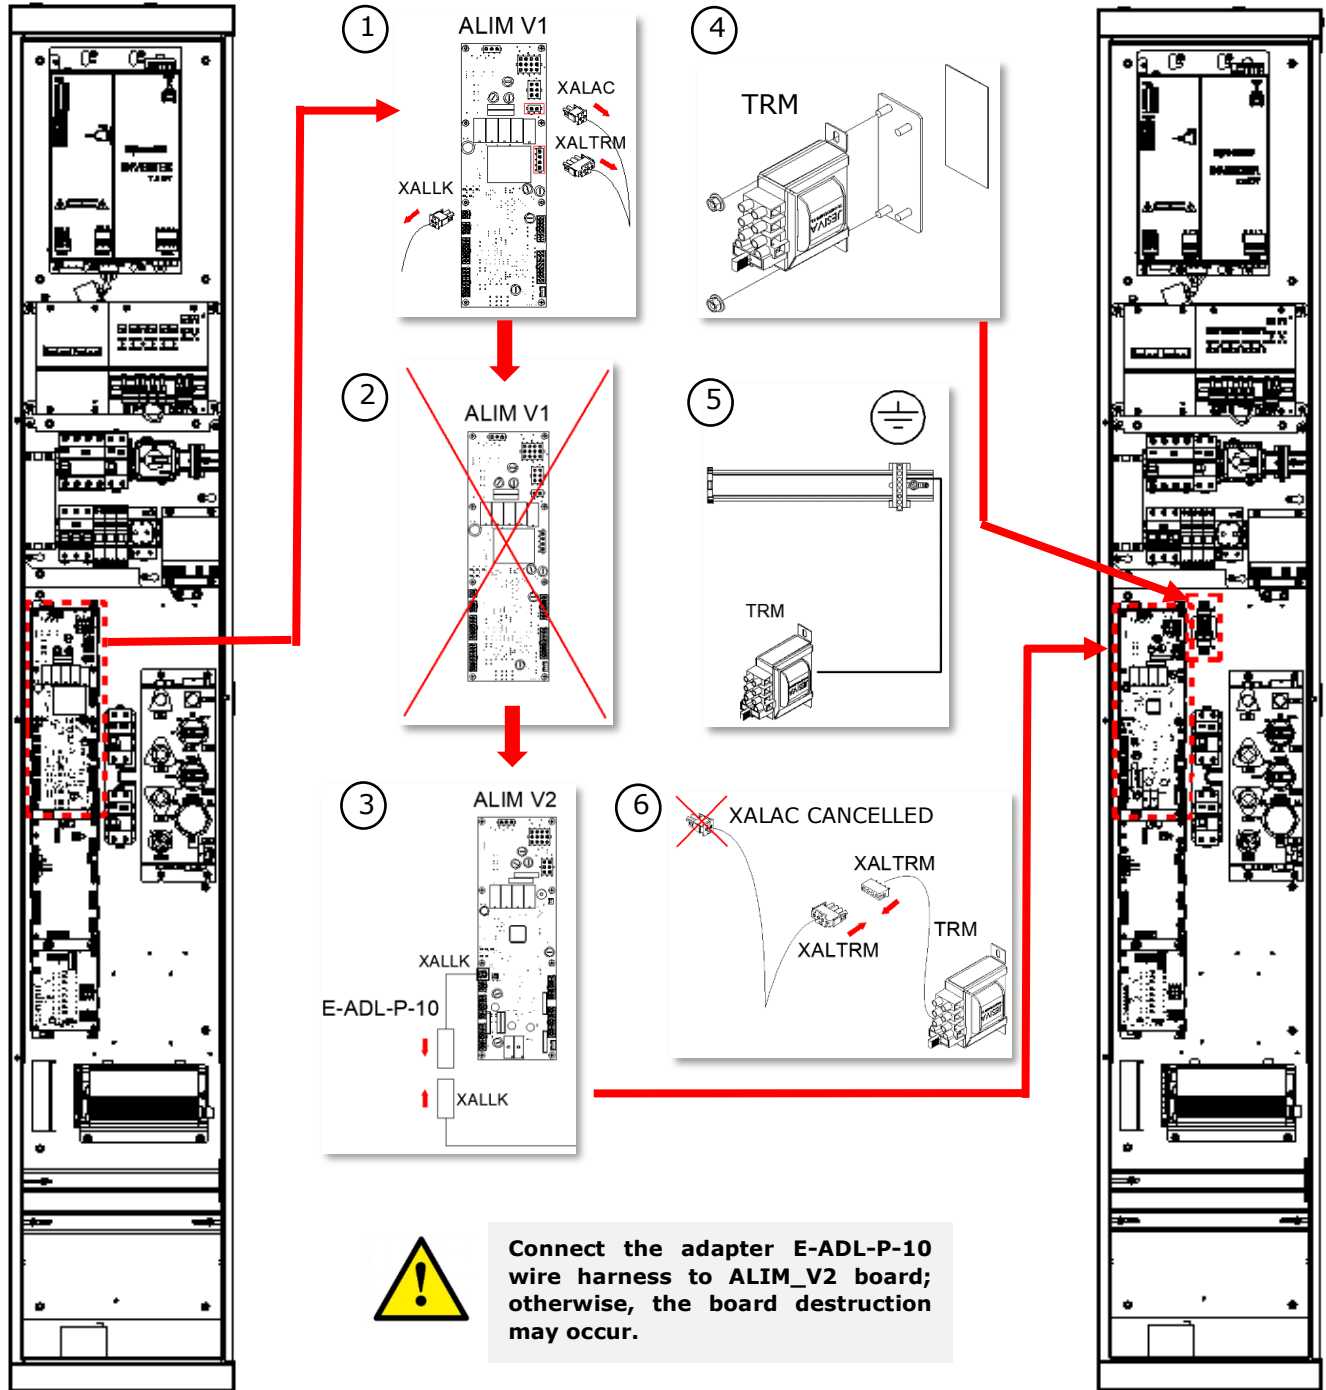 1
ALIM V1
XALAC
XALTRM
XALLK
4
TRM
JESIVA
2
ALIM V1
5
TRM
JESIVA
3
ALIM V2
XALLK
E-ADL-P-10
XALLK
6
XALAC CANCELLED
XALTRM
XALTRM
TRM
Connect the adapter E-ADL-P-10
wire harness to ALIM_V2 board;
otherwise, the board destruction
may occur.